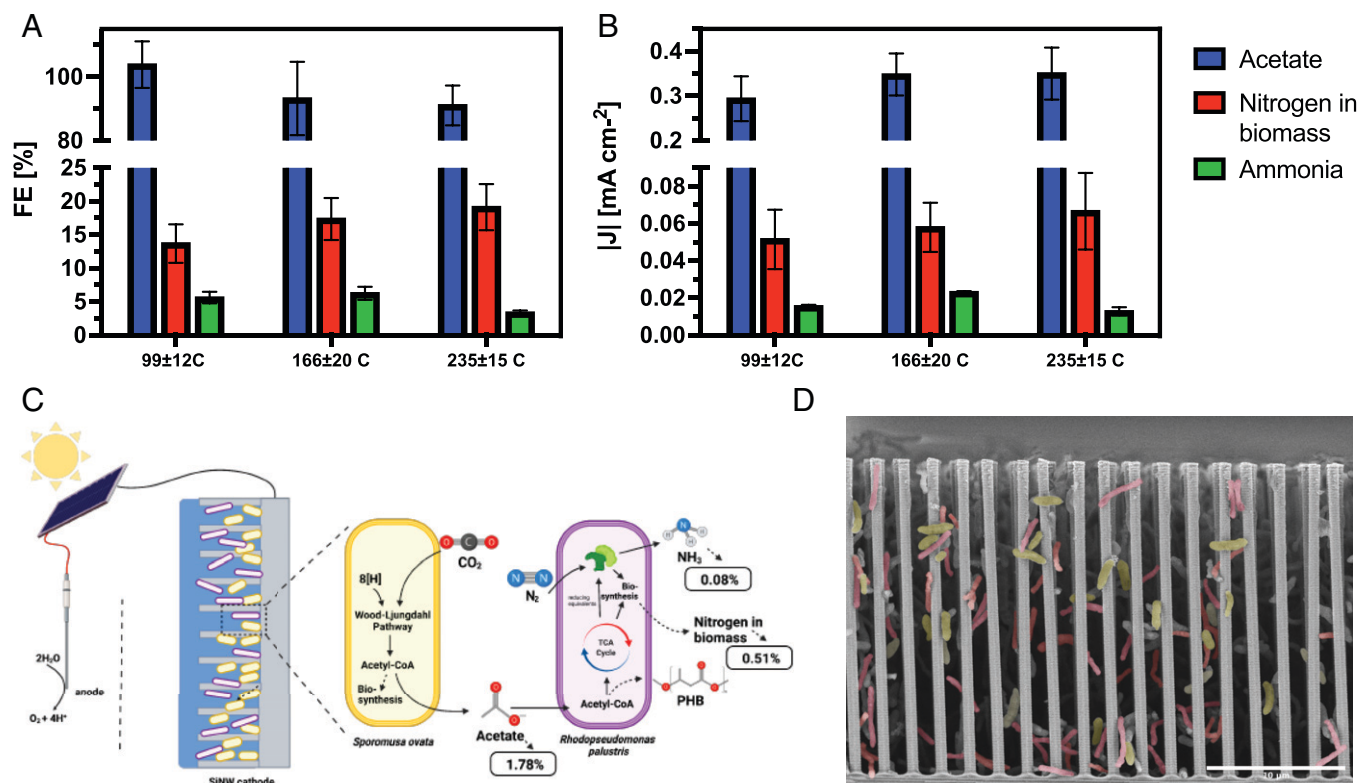 A
FE [%]
100
80
25
20
15
10
5
0
99±12C
166±20 C
235±15 C
B
|J| [mA cm-2]
0.4
0.3
0.2
0.08
0.06
0.04
0.02
0.00
99±12C
166±20 C
235±15 C
Acetate
Nitrogen in
biomass
Ammonia
C
2H₂O
anode
O₂ + 4H⁺
SiNW cathode
8[H]
O C O
CO₂
Wood-Ljungdahl
Pathway
Acetyl-CoA
Bio-
synthesis
Sporomusa ovata
O
O
Acetate
1.78%
N N
N₂
reducing
equivalents
Bio-
synthesis
TCA
Cycle
Acetyl-CoA
Rhodopseudomonas
palustris
N
H H
H
NH₃
0.08%
Nitrogen in
biomass
0.51%
O O
PHB
D
10 µm